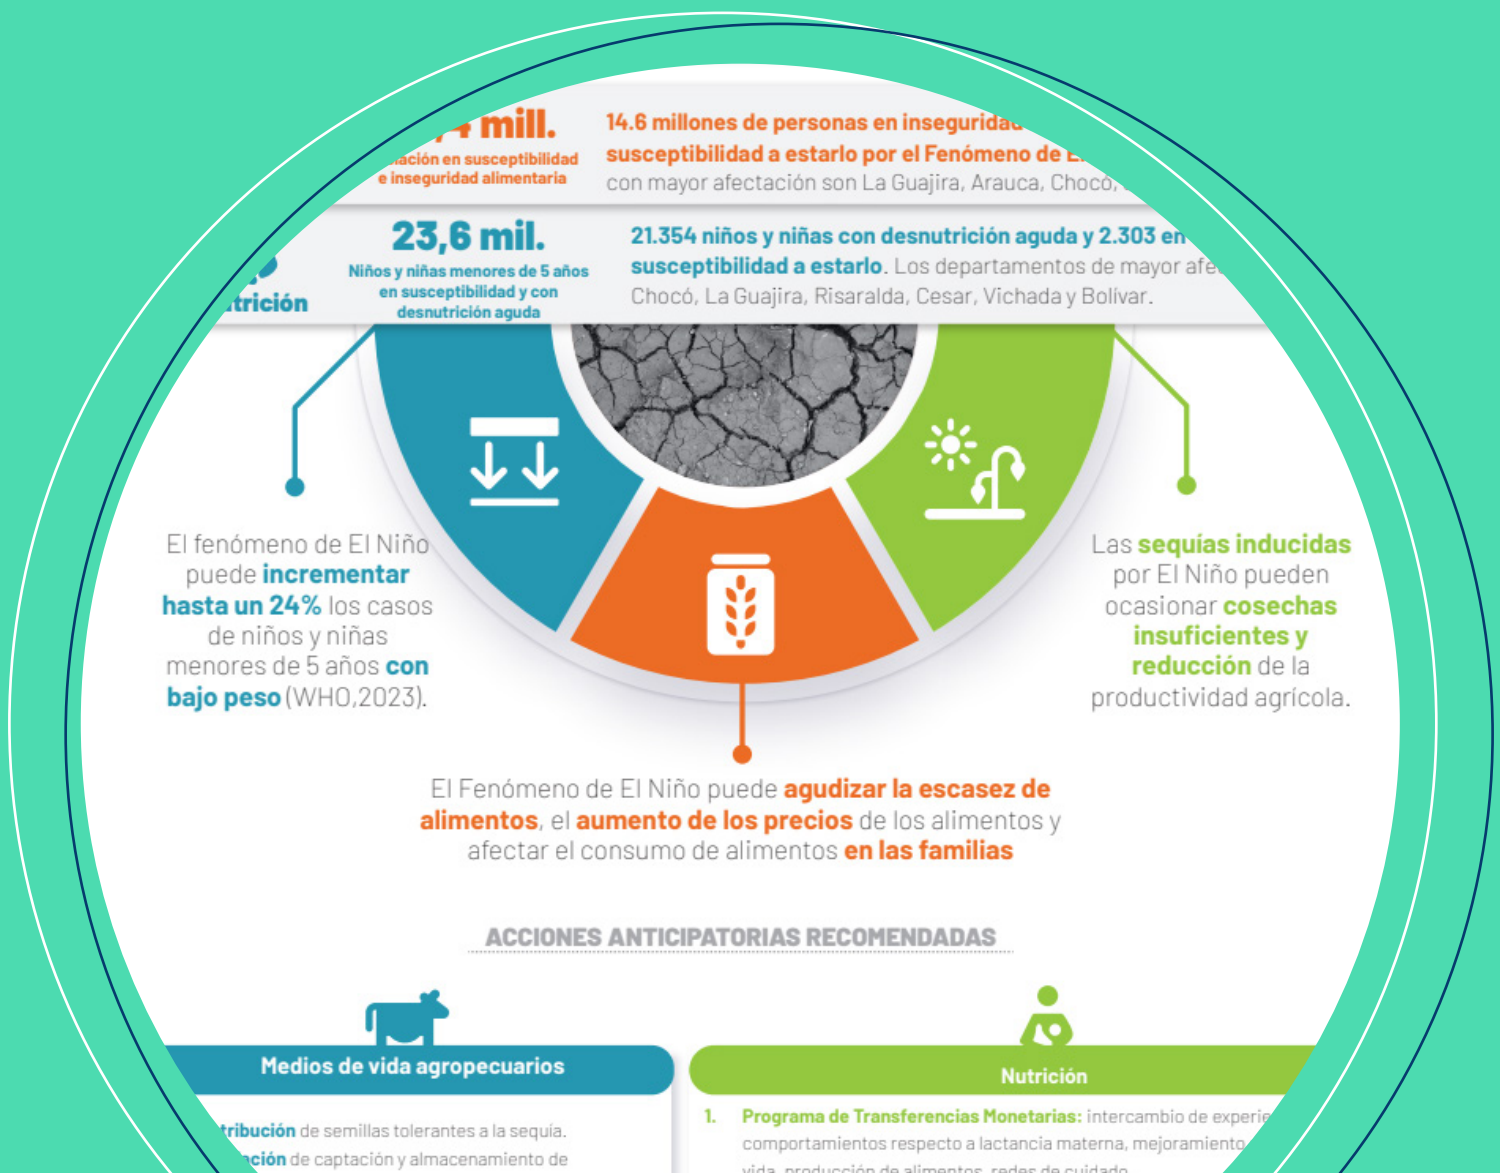 mill.
en susceptibilidad
e inseguridad alimentaria
14.6 millones de personas en inseguridad
susceptibilidad a estarlo por el Fenómeno de
con mayor afectación son La Guajira, Arauca, Chocó,
23,6 mil.
Niños y niñas menores de 5 años
en susceptibilidad y con
desnutrición aguda
21.354 niños y niñas con desnutrición aguda y 2.303 en
susceptibilidad a estarlo. Los departamentos de mayor
Chocó, La Guajira, Risaralda, Cesar, Vichada y Bolívar.
El fenómeno de El Niño
puede incrementar
hasta un 24% los casos
de niños y niñas
menores de 5 años con
bajo peso (WHO,2023).
Las sequías inducidas
por El Niño pueden
ocasionar cosechas
insuficientes y
reducción de la
productividad agrícola.
El Fenómeno de El Niño puede agudizar la escasez de
alimentos, el aumento de los precios de los alimentos y
afectar el consumo de alimentos en las familias
ACCIONES ANTICIPATORIAS RECOMENDADAS
Medios de vida agropecuarios
de semillas tolerantes a la sequía.
de captación y almacenamiento de
Nutrición
1. Programa de Transferencias Monetarias: intercambio de
comportamientos respecto a lactancia materna, mejoramiento
vida, producción de alimentos, redes de cuidado